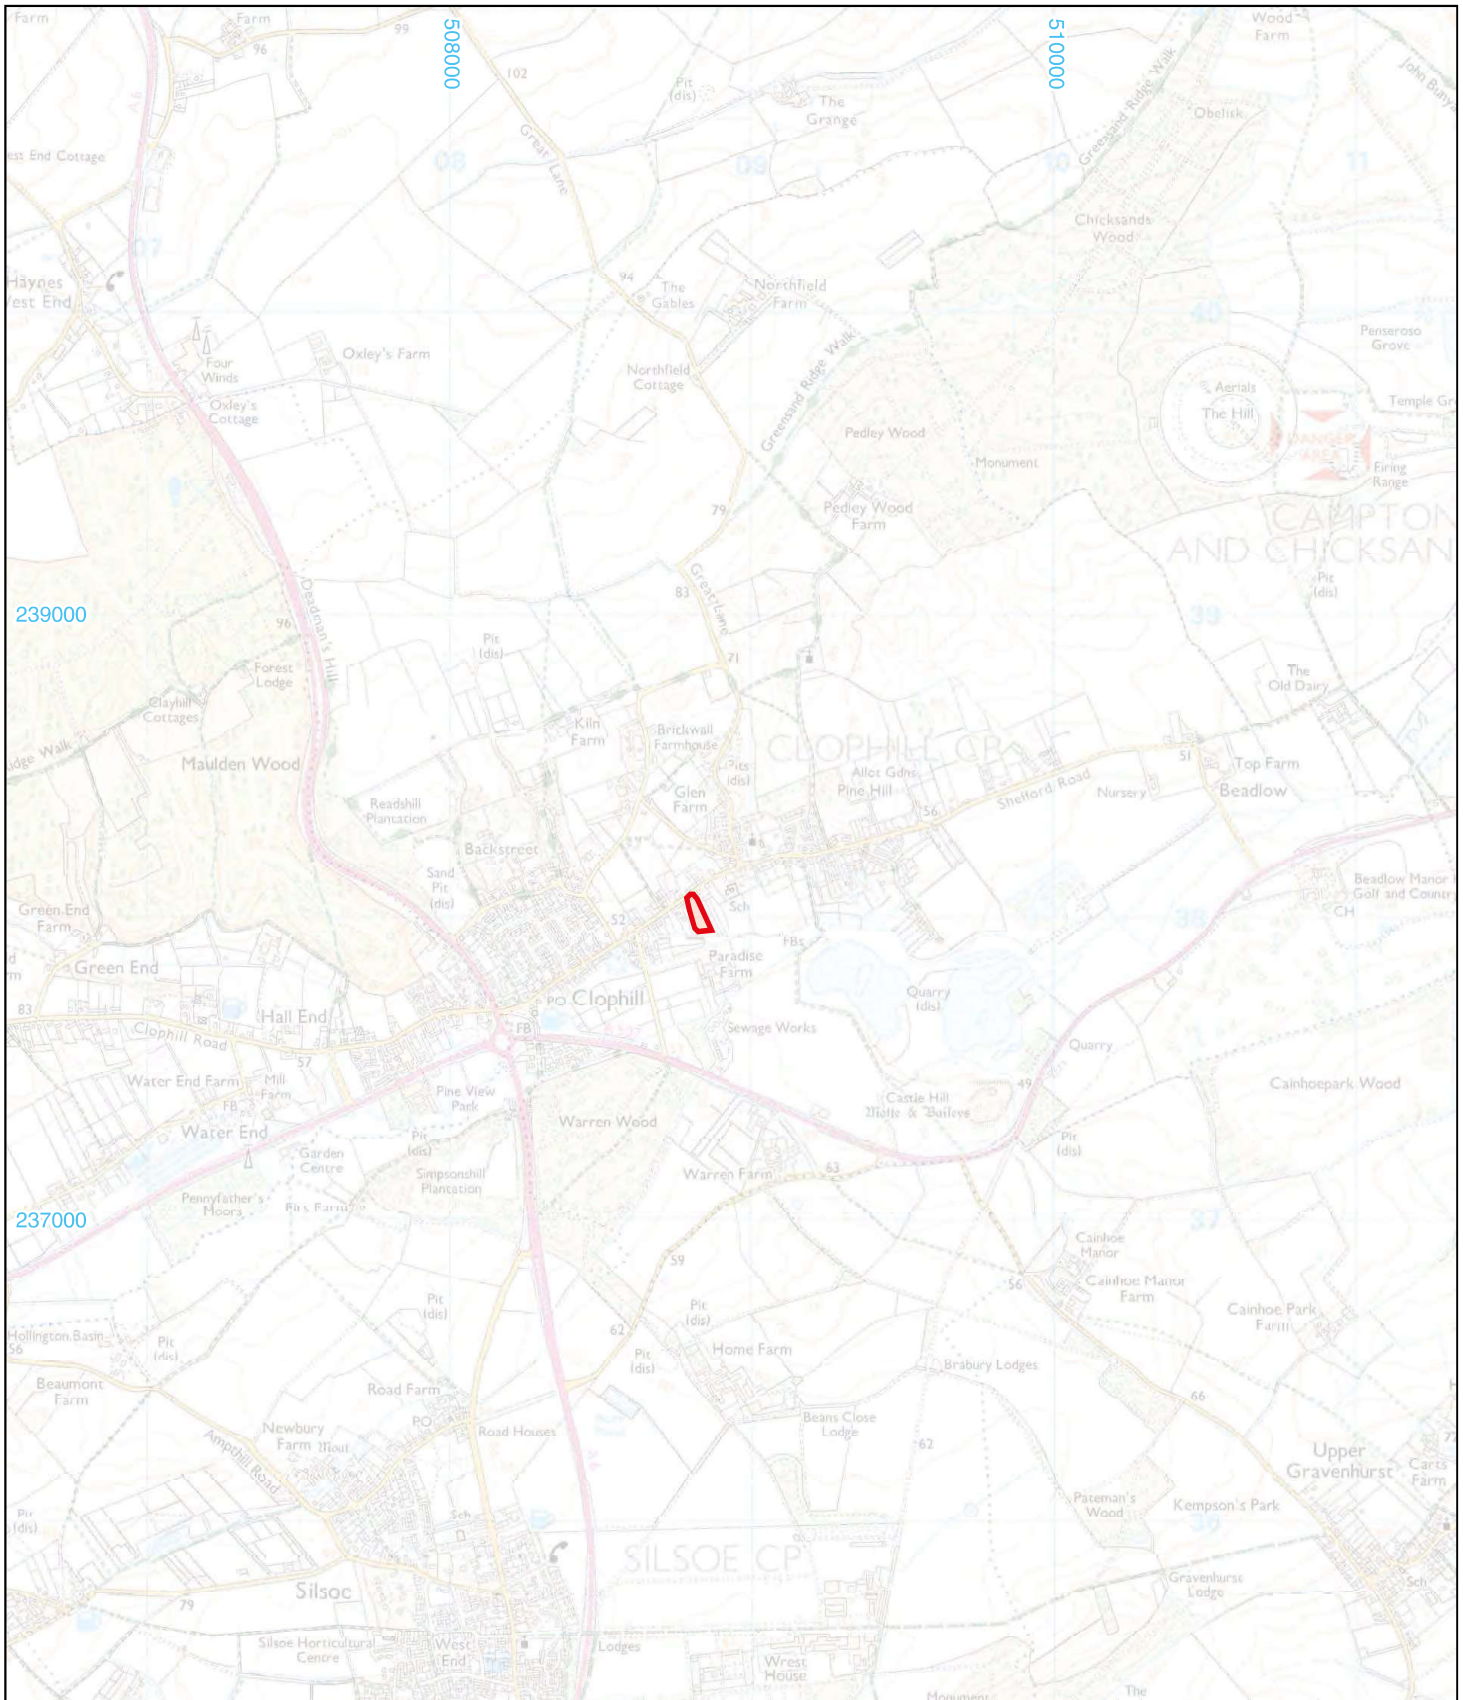 Farm
Farm
96
99
508000
510000
Wood
Farm
John Bunya
A 6
102
Pit
(dis)
The
Grange
Greensand Ridge Walk
Obelisk
est End Cottage
08
Great Lane
09
10
11
Chicksands
Wood
07
Haynes
West End
94
The
Gables
Northfield
Farm
40
Penseroso
Grove
Four
Winds
Oxley's Farm
Oxley's
Cottage
Northfield
Cottage
Greensand Ridge Walk
Aerials
The Hill
Temple Gr
Pedley Wood
DANGER
AREA
Monument
Firing
Range
Pedley Wood
Farm
79
CAMPTON
AND CHICKSAN
Pit
(dis)
Great Lane
83
239000
Deadman's Hill
96
39
Pit
(dis)
71
Forest
Lodge
The
Old Dairy
Clayhill
Cottages
Kiln
Farm
Brickwall
Farmhouse
CLOPHILL CP
idge Walk
Maulden Wood
Pits
(dis)
51
Top Farm
Allot Gdns
Pine Hill
Glen
Farm
Shefford Road
Nursery
Beadlow
Readshill
Plantation
56
Backstreet
Sand
Pit
(dis)
Beadlow Manor
Golf and Country
CH
Green End
Farm
52
Sch
38
Green End
FBs
Paradise
Farm
83
Hall End
PO
Clophill
Quarry
(dis)
Clophill Road
FB
Sewage Works
57
Quarry
Water End Farm
Mill
Farm
Pine View
Park
49
Cainhoepark Wood
FB
Castle Hill
Motte & Baileys
Water End
Warren Wood
Pit
(dis)
Pit
(dis)
Garden
Centre
Simpsonshill
Plantation
Warren Farm
63
Pennyfather's
Moors
Firs Farm
237000
37
59
Cainhoe
Manor
56
Cainhoe Manor
Farm
Pit
(dis)
Pit
(dis)
Cainhoe Park
Farm
Hollington Basin
56
Pit
(dis)
62
Pit
(dis)
Home Farm
Brabury Lodges
Beaumont
Farm
Road Farm
66
PO
Newbury
Farm
Moat
Road Houses
Beans Close
Lodge
Ampthill Road
A 6
62
Upper
Gravenhurst
Carts
Farm
Pateman's
Wood
Kempson's Park
Pit
(dis)
Sch
36
SILSOE CP
Silsoe
Gravenhurst
Lodge
Sch
79
Silsoe Horticultural
Centre
West
End
Lodges
Wrest
House
Monument
The